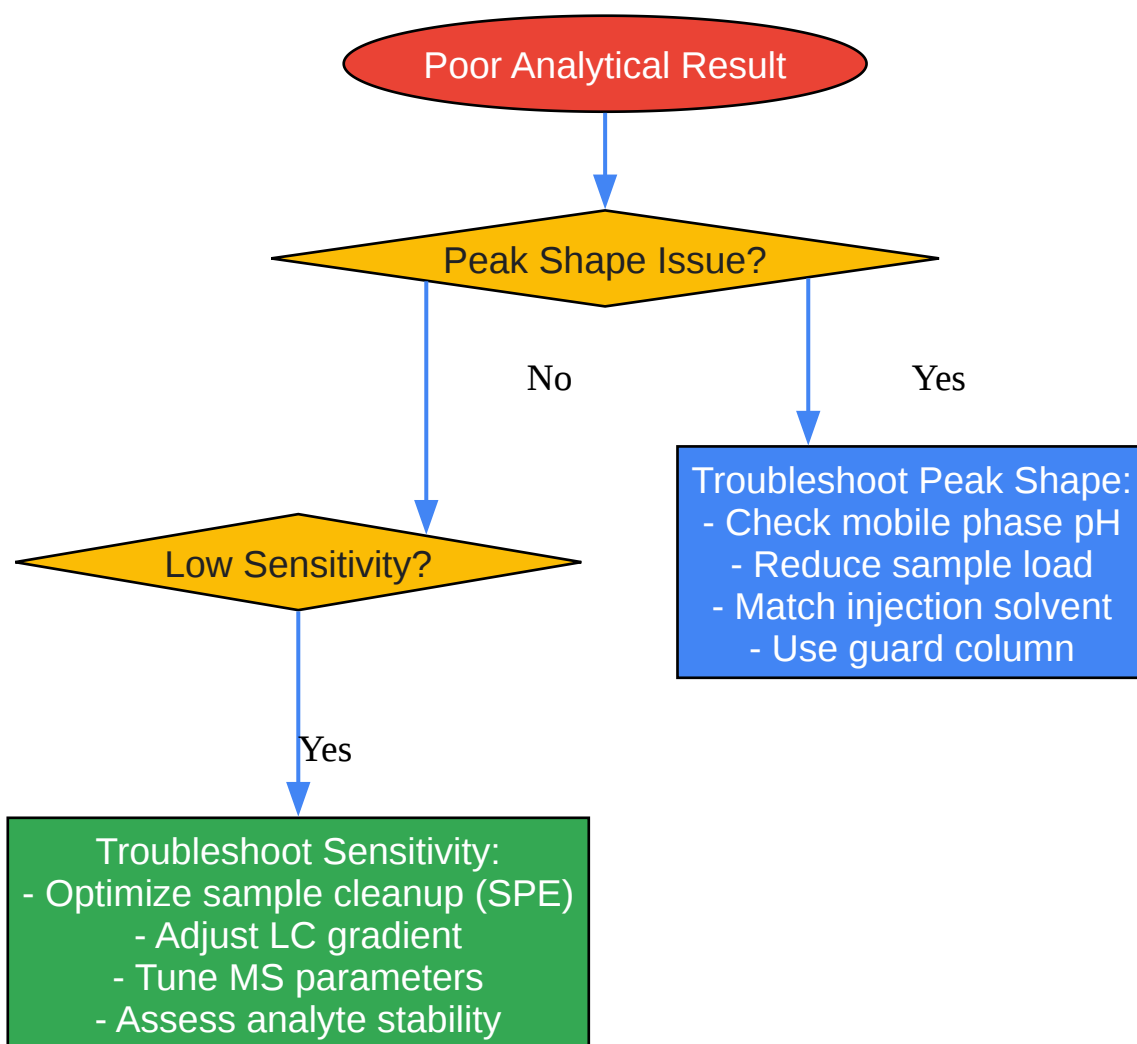 Poor Analytical Result
Peak Shape Issue?
No
Yes
Troubleshoot Peak Shape:
- Check mobile phase pH
- Reduce sample load
- Match injection solvent
- Use guard column
Low Sensitivity?
Yes
Troubleshoot Sensitivity:
- Optimize sample cleanup (SPE)
- Adjust LC gradient
- Tune MS parameters
- Assess analyte stability